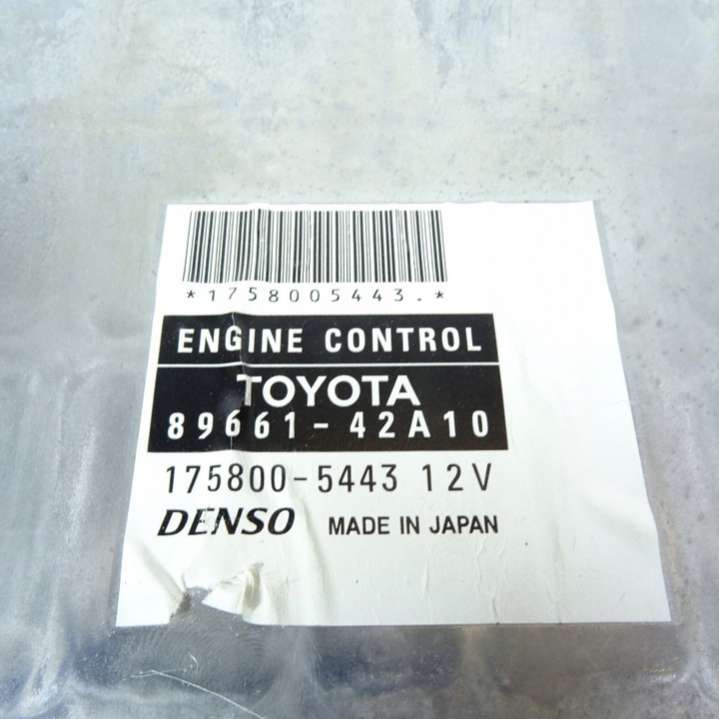 *1758005443.*
ENGINE CONTROL
TOYOTA
89661-42A10
175800-5443 12V
DENSO MADE IN JAPAN